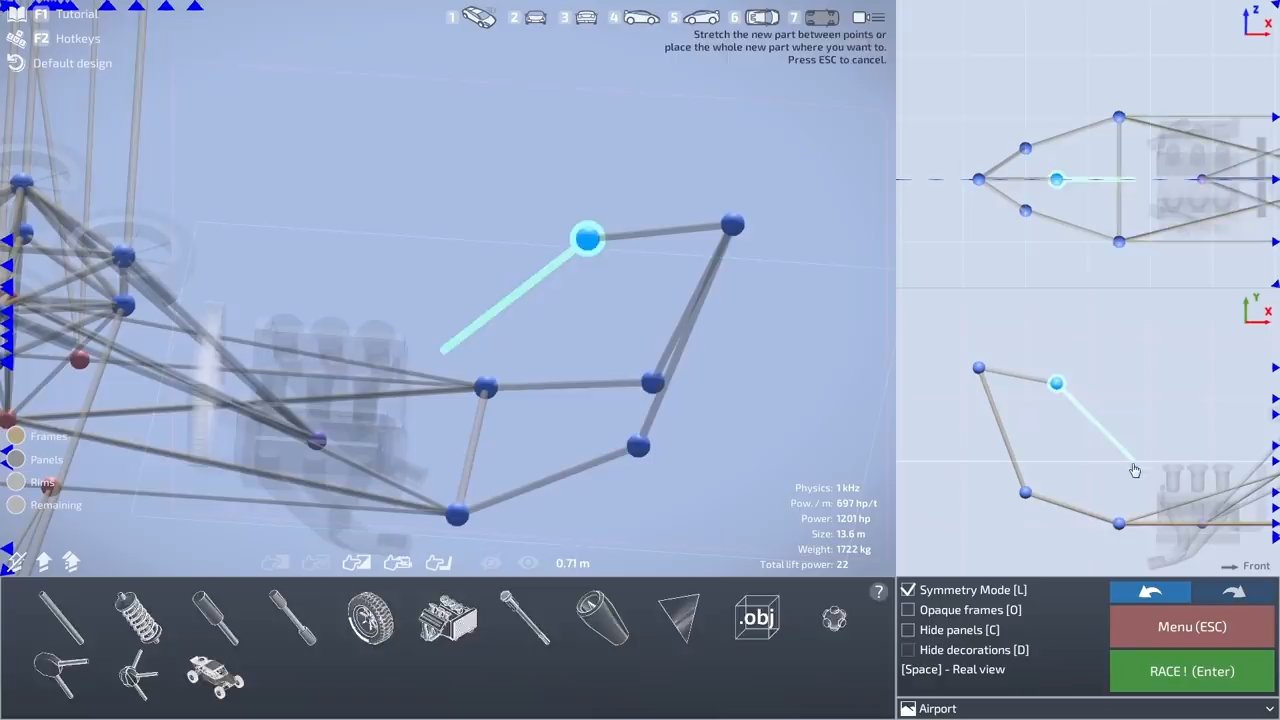 F1 Tutorial
F2 Hotkeys
Default design
1 2 3 4 5 6 7
Stretch the new part between points or
place the whole new part where you want to.
Press ESC to cancel.
Z
X
Y
X
Frames
Panels
Rims
Remaining
Physics: 1 kHz
Pow. / m: 697 hp/t
Power: 1201 hp
Size: 13.6 m
Weight: 1722 kg
Total lift power: 22
0.71 m
Front
?
.obj
Symmetry Mode [L]
Opaque frames [O]
Hide panels [C]
Hide decorations [D]
[Space] - Real view
Menu (ESC)
RACE! (Enter)
Airport